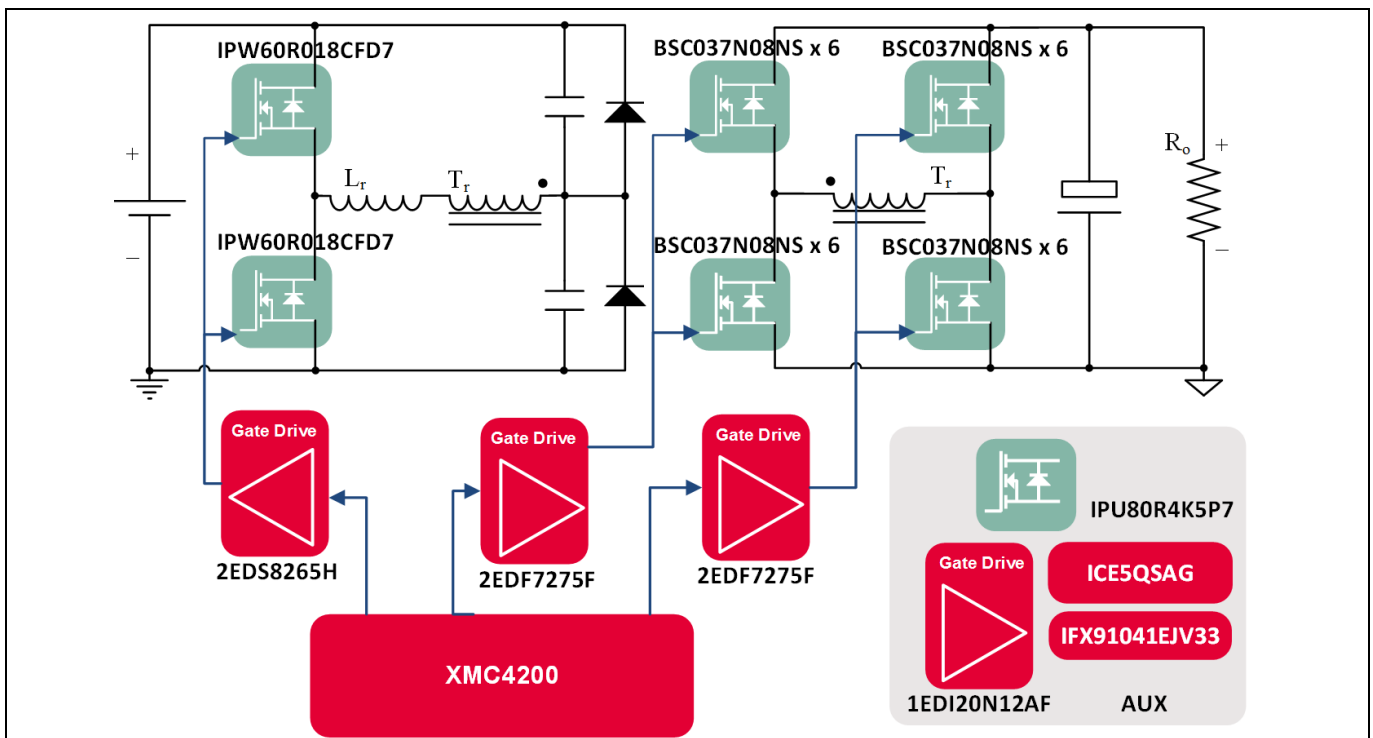 IPW60R018CFD7
BSC037N08NS x 6
BSC037N08NS x 6
+
Lr
Tr
Tr
Ro
+
−
−
IPW60R018CFD7
BSC037N08NS x 6
BSC037N08NS x 6
Gate Drive
2EDS8265H
Gate Drive
2EDF7275F
Gate Drive
2EDF7275F
XMC4200
IPU80R4K5P7
Gate Drive
1EDI20N12AF
ICE5QSAG
IFX91041EJV33
AUX